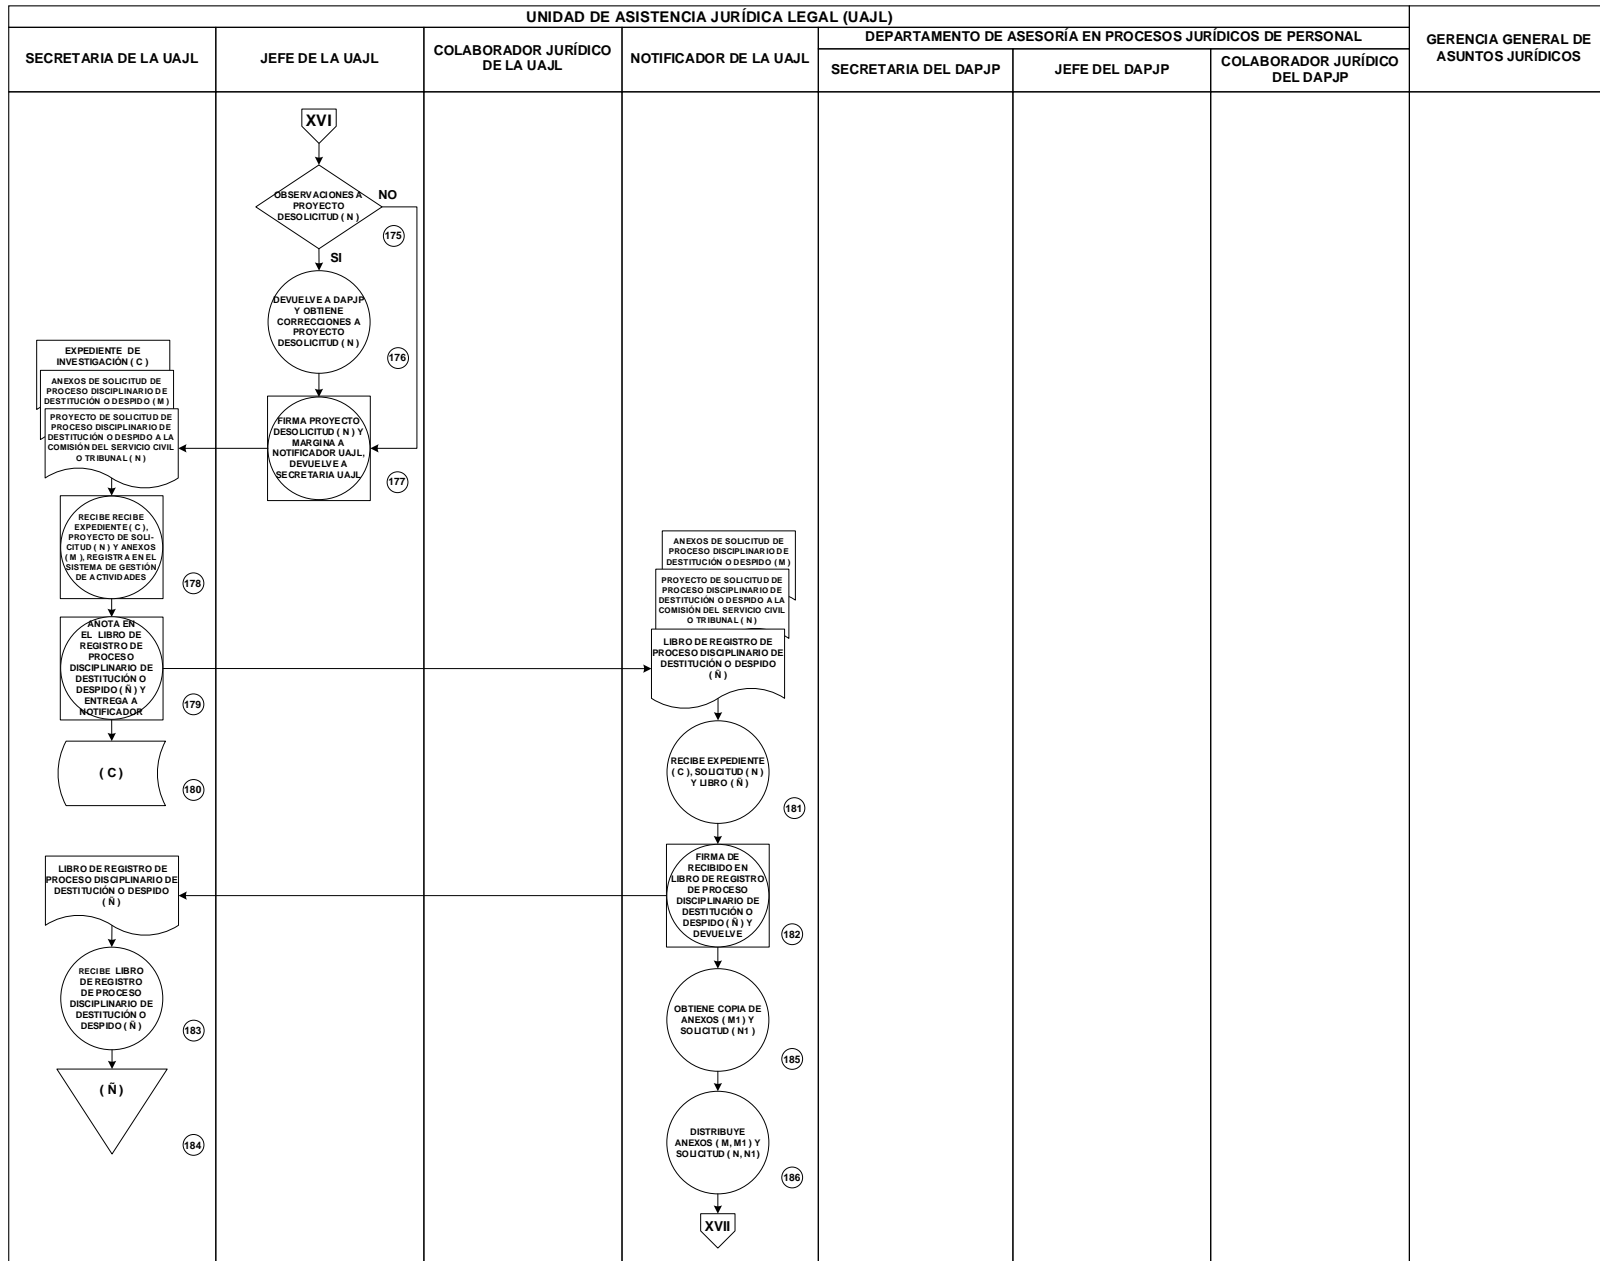 UNIDAD DE ASISTENCIA JURÍDICA LEGAL (UAJL)
SECRETARIA DE LA UAJL
JEFE DE LA UAJL
COLABORADOR JURÍDICO
DE LA UAJL
NOTIFICADOR DE LA UAJL
DEPARTAMENTO DE ASESORÍA EN PROCESOS JURÍDICOS DE PERSONAL
SECRETARIA DEL DAPJP
JEFE DEL DAPJP
COLABORADOR JURÍDICO
DEL DAPJP
GERENCIA GENERAL DE
ASUNTOS JURÍDICOS
XVI
OBSERVACIONES A
PROYECTO
DESOLICITUD ( N )
NO
175
SI
DEVUELVE A DAPJP
Y OBTIENE
CORRECCIONES A
PROYECTO
DESOLICITUD ( N )
176
FIRMA PROYECTO
DESOLICITUD ( N ) Y
MARGINA A
NOTIFICADOR UAJL,
DEVUELVE A
SECRETARIA UAJL
177
EXPEDIENTE DE
INVESTIGACIÓN ( C )
ANEXOS DE SOLICITUD DE
PROCESO DISCIPLINARIO DE
DESTITUCIÓN O DESPIDO ( M )
PROYECTO DE SOLICITUD DE
PROCESO DISCIPLINARIO DE
DESTITUCIÓN O DESPIDO A LA
COMISIÓN DEL SERVICIO CIVIL
O TRIBUNAL ( N )
RECIBE RECIBE
EXPEDIENTE ( C ),
PROYECTO DE SOLI-
CITUD ( N ) Y ANEXOS
( M ), REGISTRA EN EL
SISTEMA DE GESTIÓN
DE ACTIVIDADES
178
ANOTA EN
EL LIBRO DE
REGISTRO DE
PROCESO
DISCIPLINARIO DE
DESTITUCIÓN O
DESPIDO ( Ñ ) Y
ENTREGA A
NOTIFICADOR
179
( C )
180
ANEXOS DE SOLICITUD DE
PROCESO DISCIPLINARIO DE
DESTITUCIÓN O DESPIDO ( M )
PROYECTO DE SOLICITUD DE
PROCESO DISCIPLINARIO DE
DESTITUCIÓN O DESPIDO A LA
COMISIÓN DEL SERVICIO CIVIL
O TRIBUNAL ( N )
LIBRO DE REGISTRO DE
PROCESO DISCIPLINARIO DE
DESTITUCIÓN O DESPIDO
( Ñ )
RECIBE EXPEDIENTE
( C ), SOLICITUD ( N )
Y LIBRO ( Ñ )
181
FIRMA DE
RECIBIDO EN
LIBRO DE REGISTRO
DE PROCESO
DISCIPLINARIO DE
DESTITUCIÓN O
DESPIDO ( Ñ ) Y
DEVUELVE
182
LIBRO DE REGISTRO DE
PROCESO DISCIPLINARIO DE
DESTITUCIÓN O DESPIDO
( Ñ )
RECIBE LIBRO
DE REGISTRO
DE PROCESO
DISCIPLINARIO DE
DESTITUCIÓN O
DESPIDO ( Ñ )
183
( Ñ )
184
OBTIENE COPIA DE
ANEXOS ( M1 ) Y
SOLICITUD ( N1 )
185
DISTRIBUYE
ANEXOS ( M, M1 ) Y
SOLICITUD ( N, N1)
186
XVII